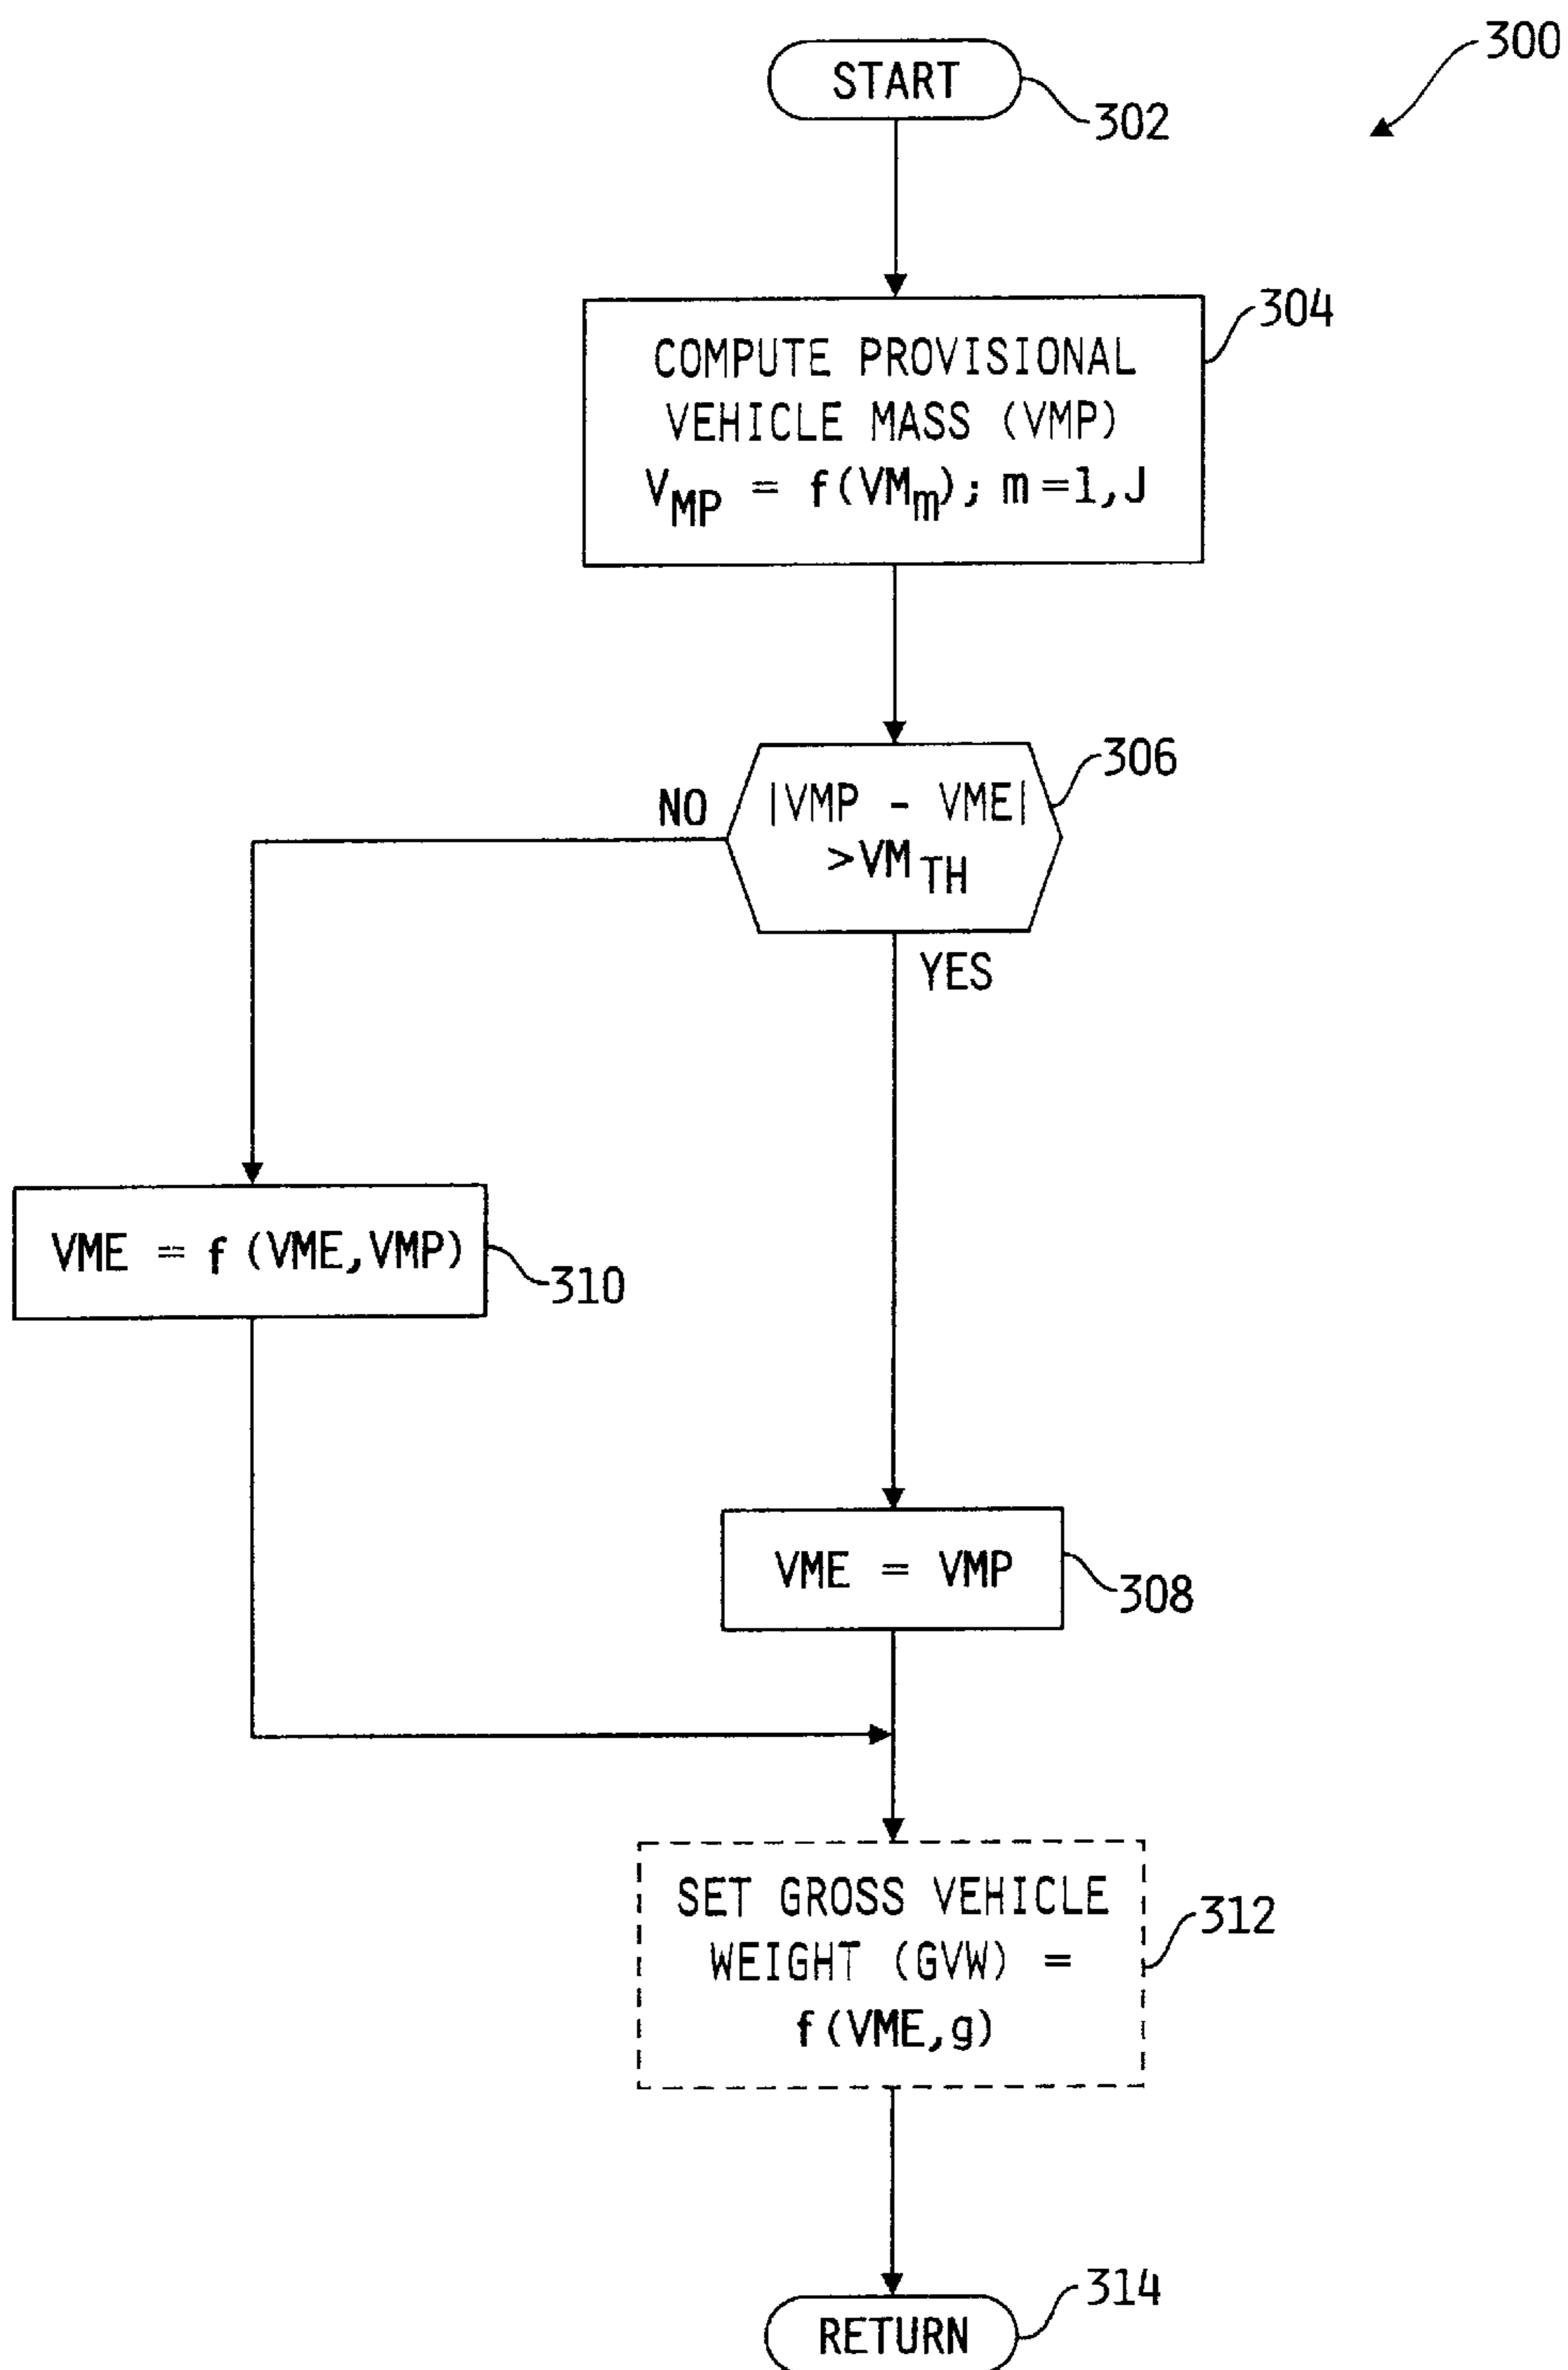 300
START
302
304
COMPUTE PROVISIONAL
VEHICLE MASS (VMP)
V_MP = f(VM_m); m=1,J
306
NO
|VMP - VME|
>VM_TH
YES
VME = f (VME,VMP)
310
VME = VMP
308
SET GROSS VEHICLE
WEIGHT (GVW) =
f(VME,g)
312
314
RETURN